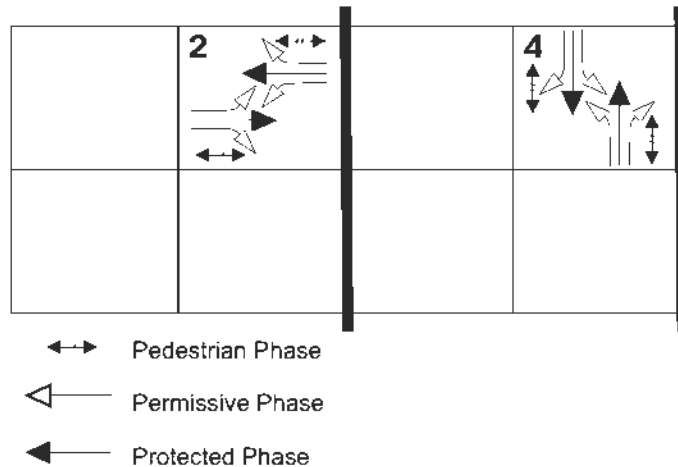 2
4
Pedestrian Phase
Permissive Phase
Protected Phase